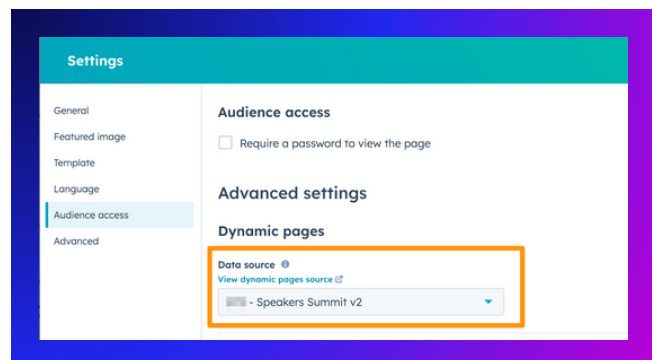 Settings
General
Featured image
Template
Language
Audience access
Advanced
Audience access
Require a password to view the page
Advanced settings
Dynamic pages
Data source
View dynamic pages source
- Speakers Summit v2